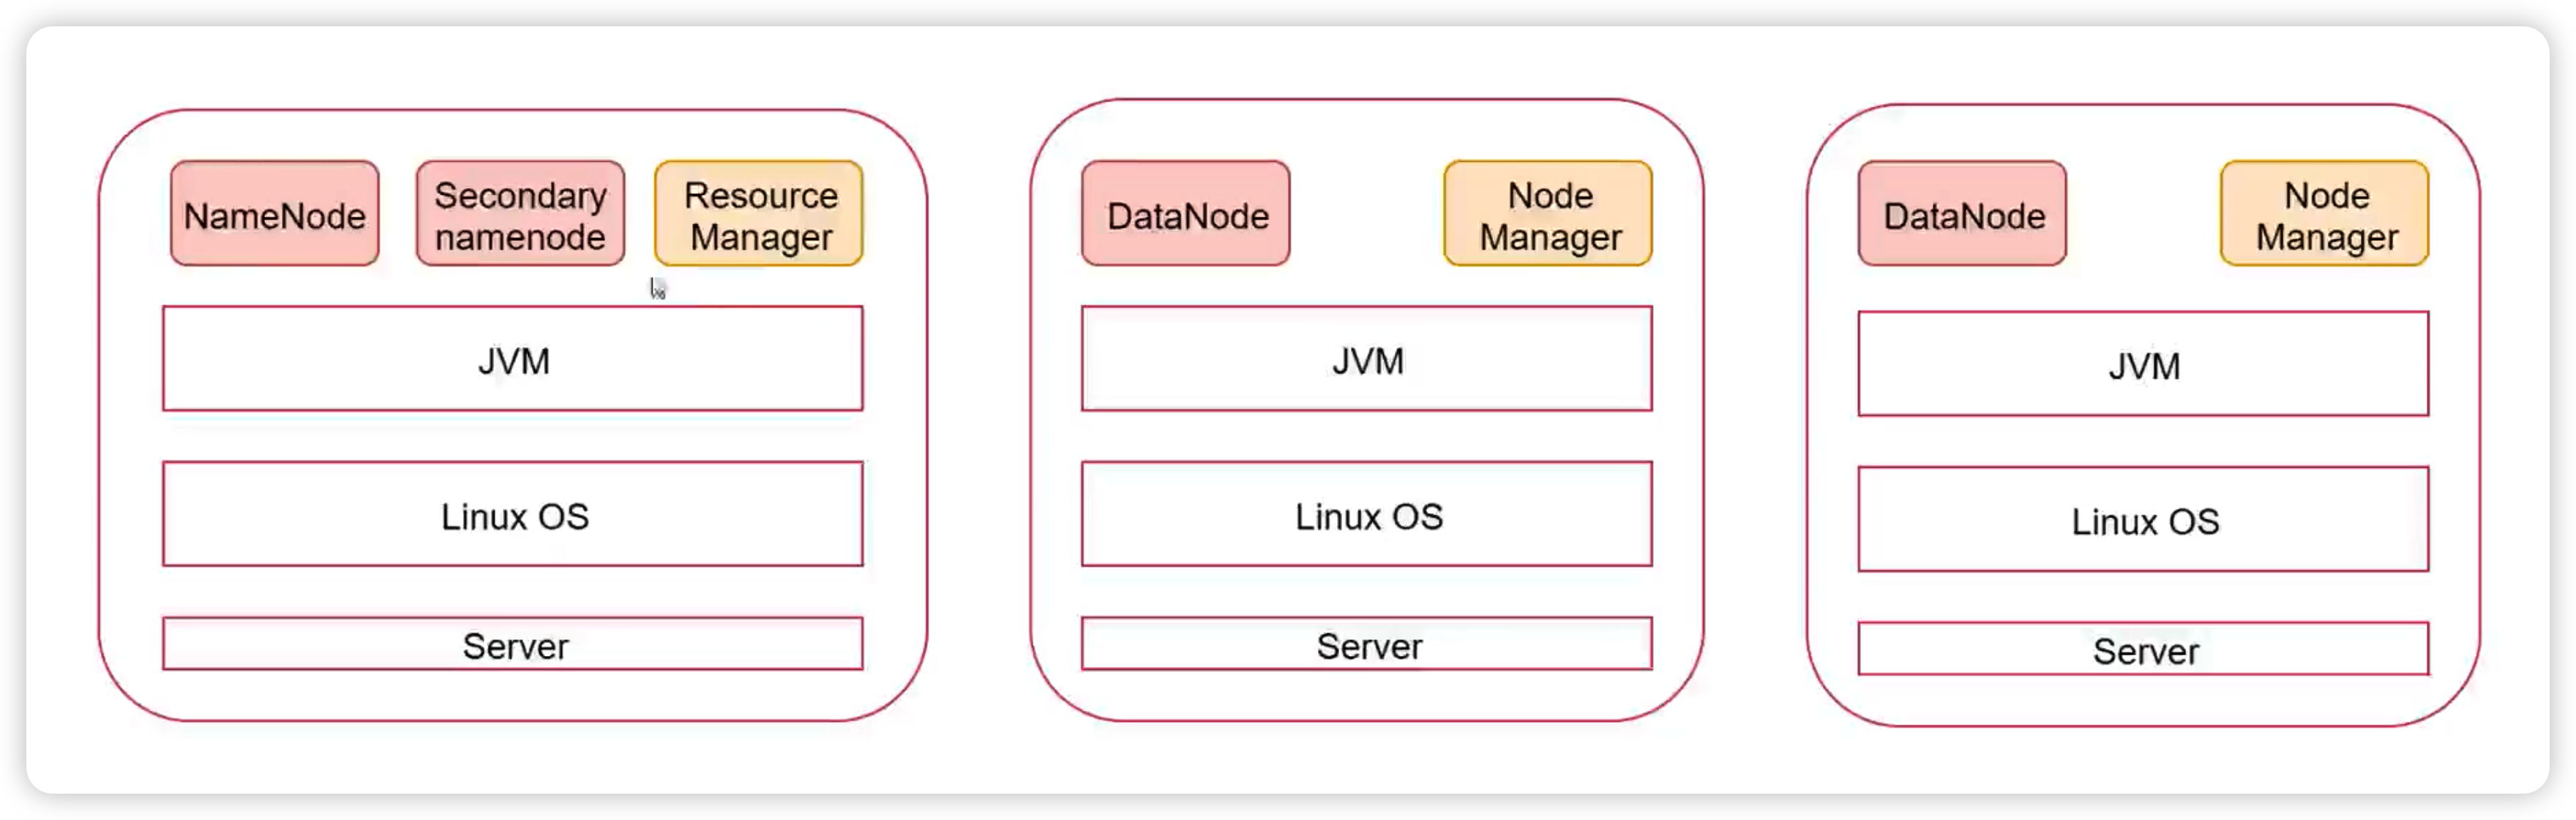 NameNode
Secondary
namenode
Resource
Manager
JVM
Linux OS
Server
DataNode
Node
Manager
JVM
Linux OS
Server
DataNode
Node
Manager
JVM
Linux OS
Server